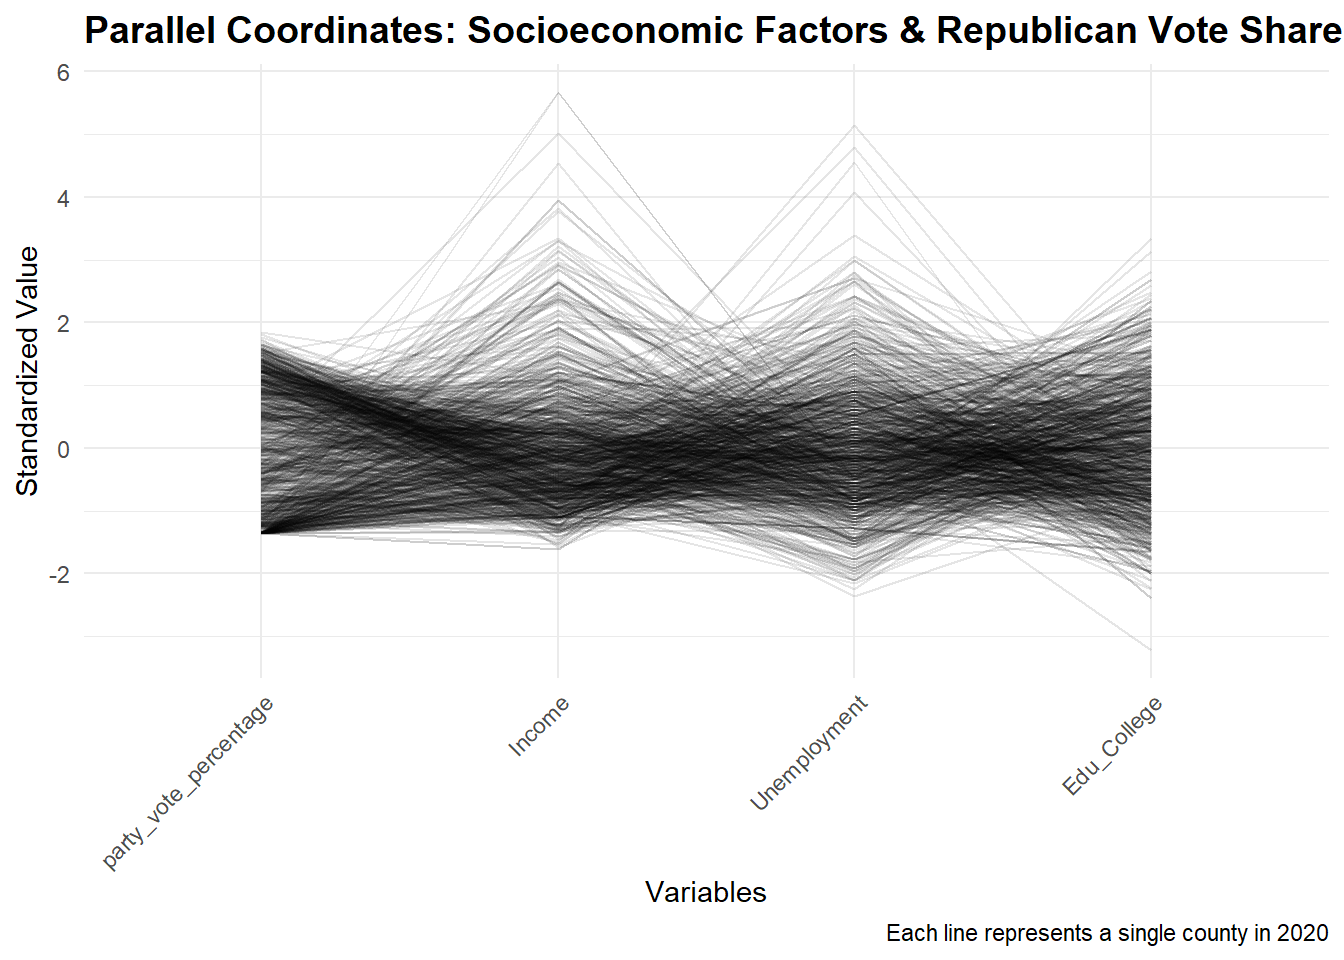 Parallel Coordinates: Socioeconomic Factors & Republican Vote Share
6
4
2
0
-2
Standardized Value
party_vote_percentage
Income
Unemployment
Edu_College
Variables
Each line represents a single county in 2020